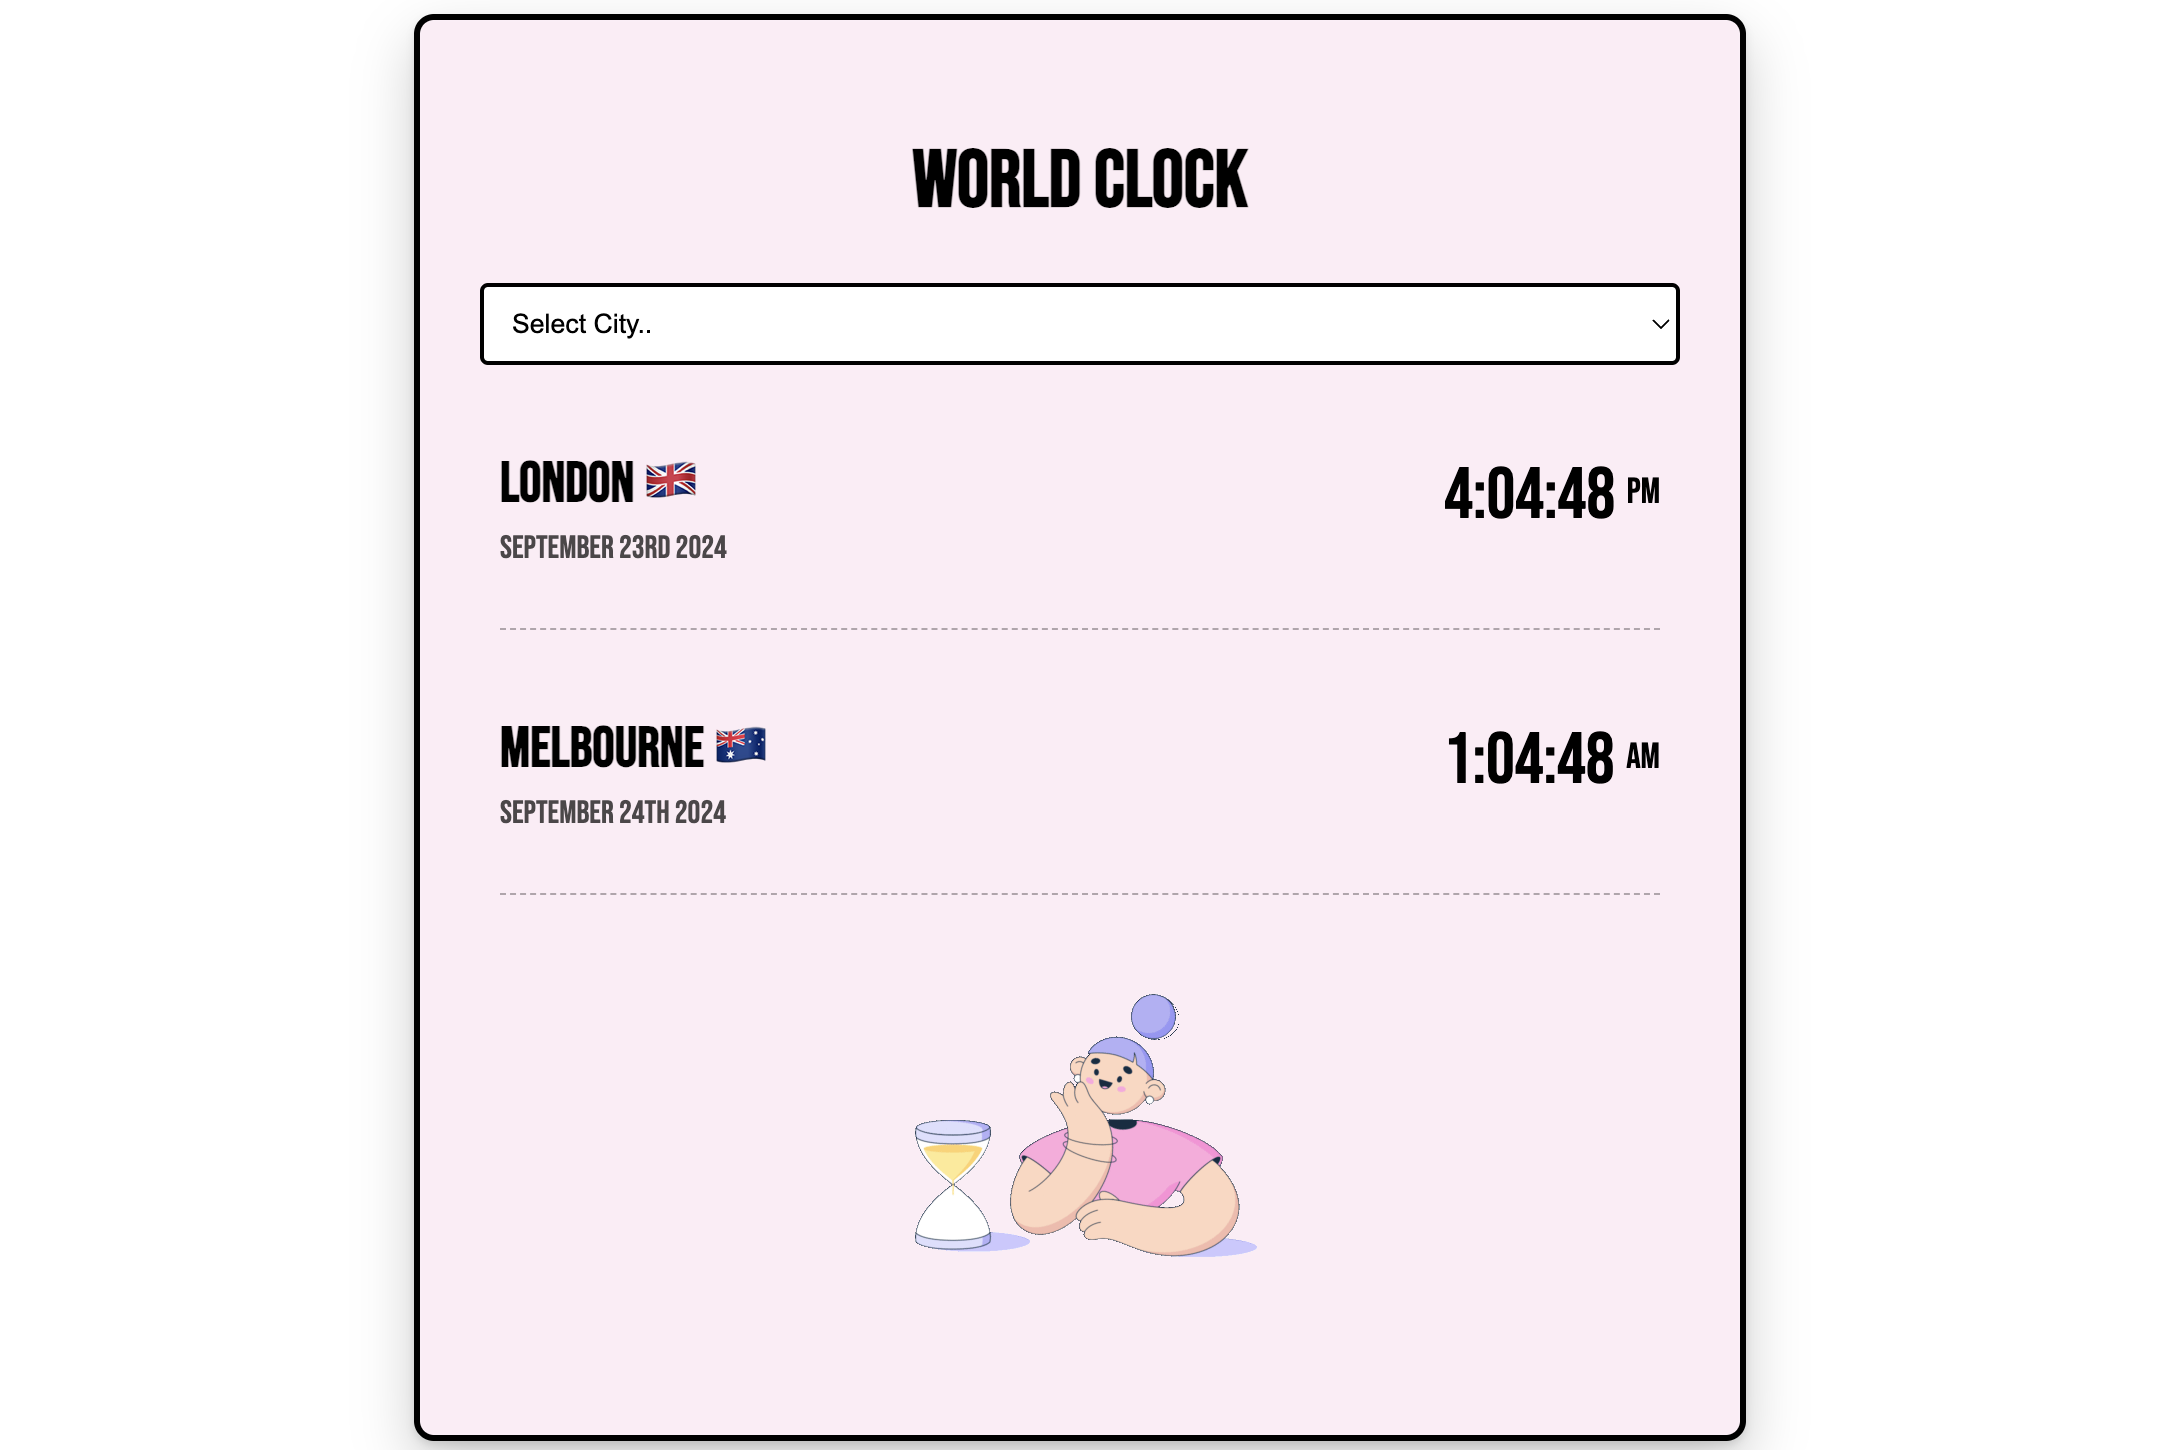 WORLD CLOCK
Select City..
LONDON 🇬🇧
4:04:48 PM
SEPTEMBER 23RD 2024
MELBOURNE 🇦🇺
1:04:48 AM
SEPTEMBER 24TH 2024